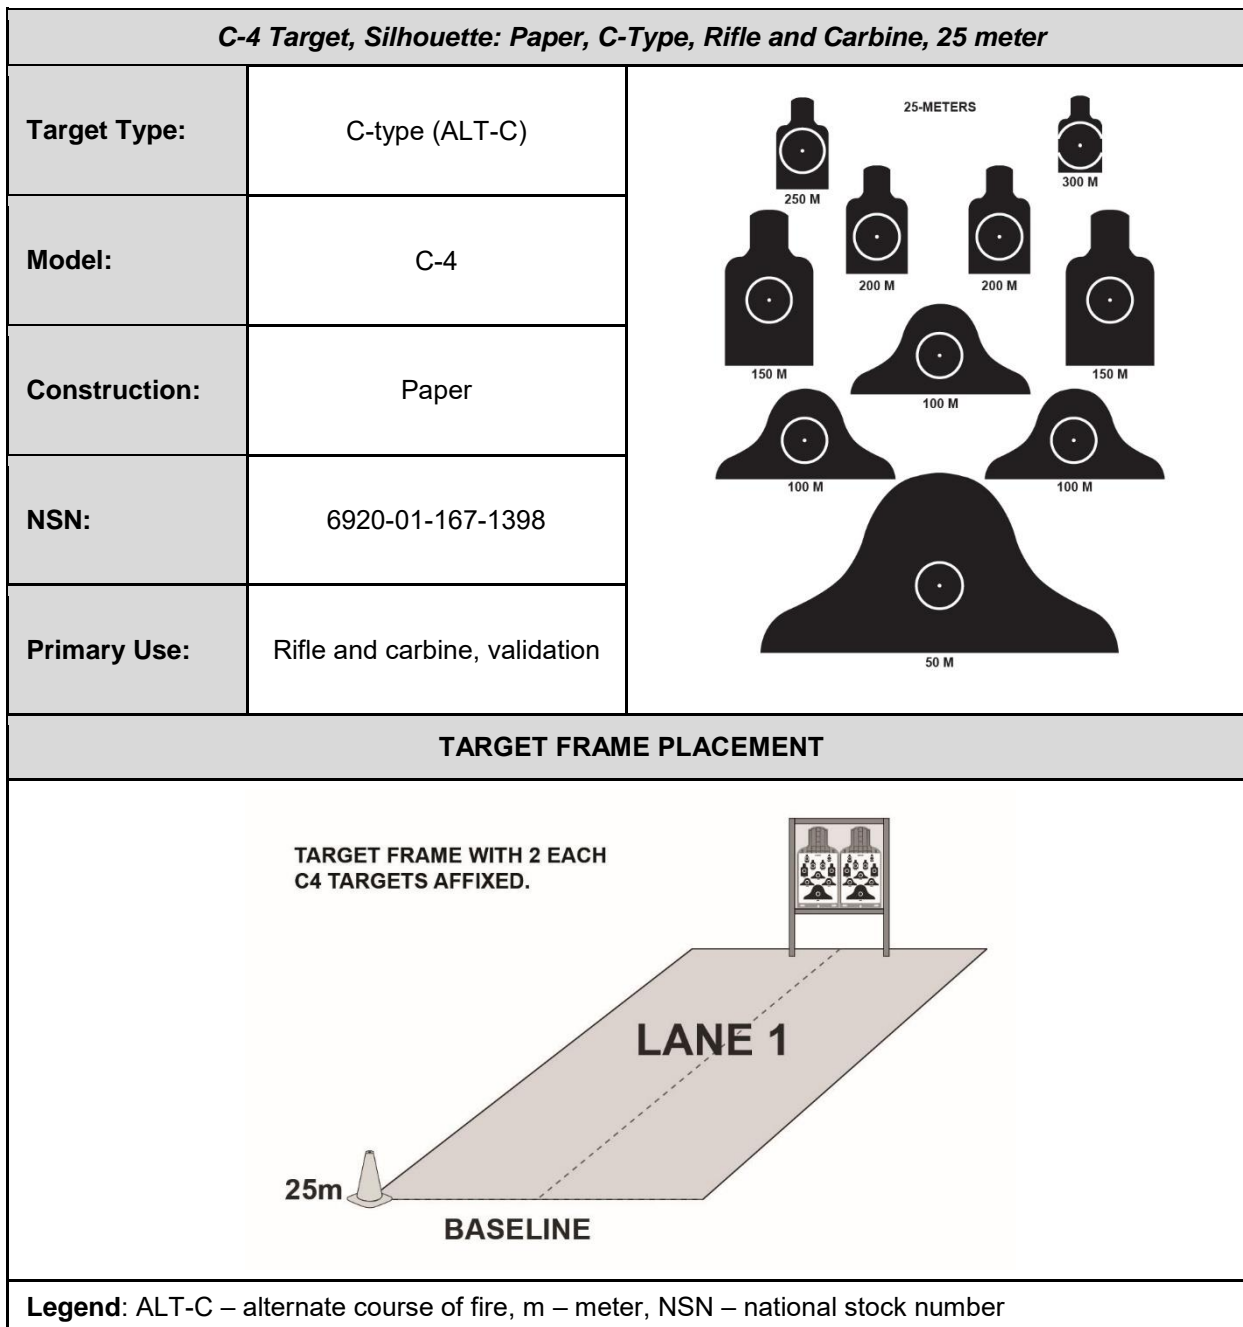 C-4 Target, Silhouette: Paper, C-Type, Rifle and Carbine, 25 meter
Target Type:
C-type (ALT-C)
Model:
C-4
Construction:
Paper
NSN:
6920-01-167-1398
Primary Use:
Rifle and carbine, validation
25-METERS
250 M
300 M
200 M
200 M
150 M
150 M
100 M
100 M
100 M
50 M
TARGET FRAME PLACEMENT
TARGET FRAME WITH 2 EACH
C4 TARGETS AFFIXED.
LANE 1
25m
BASELINE
Legend: ALT-C – alternate course of fire, m – meter, NSN – national stock number